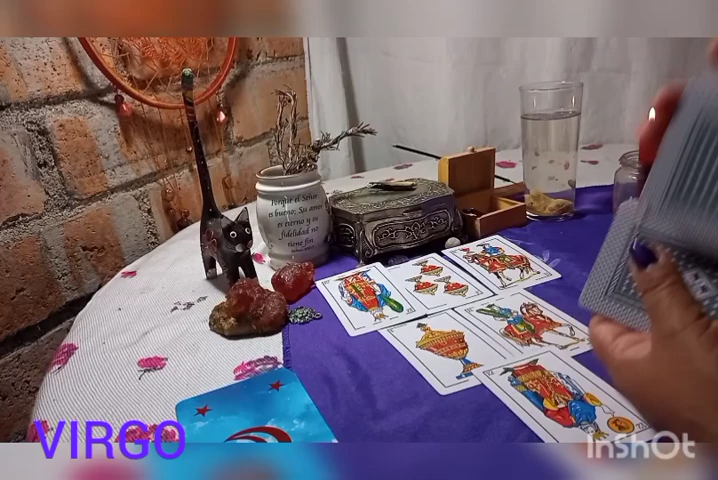 Porque el Señor
es bueno; Su amor
es eterno y su
fidelidad no
tiene fin.
VIRGO
InShOt